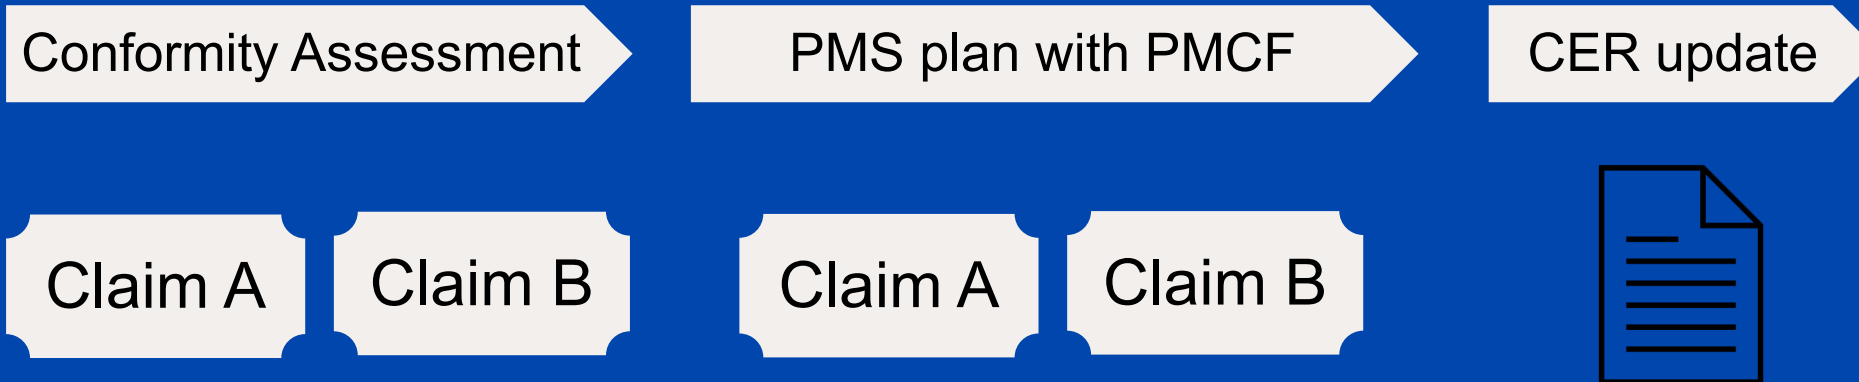 Conformity Assessment
PMS plan with PMCF
CER update
Claim A
Claim B
Claim A
Claim B